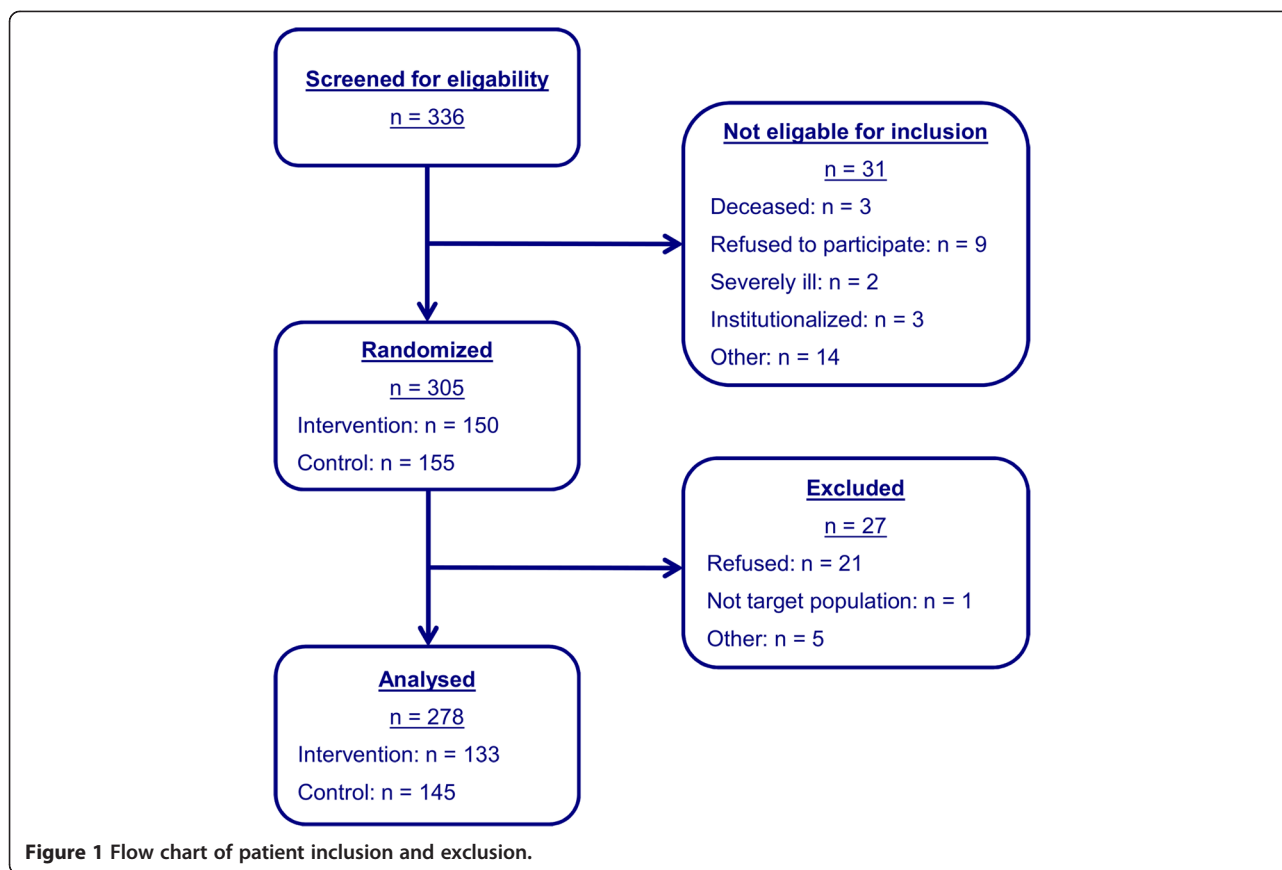 Screened for eligability
n = 336
Not eligable for inclusion
n = 31
Deceased: n = 3
Refused to participate: n = 9
Severely ill: n = 2
Institutionalized: n = 3
Other: n = 14
Randomized
n = 305
Intervention: n = 150
Control: n = 155
Excluded
n = 27
Refused: n = 21
Not target population: n = 1
Other: n = 5
Analysed
n = 278
Intervention: n = 133
Control: n = 145
Figure 1 Flow chart of patient inclusion and exclusion.